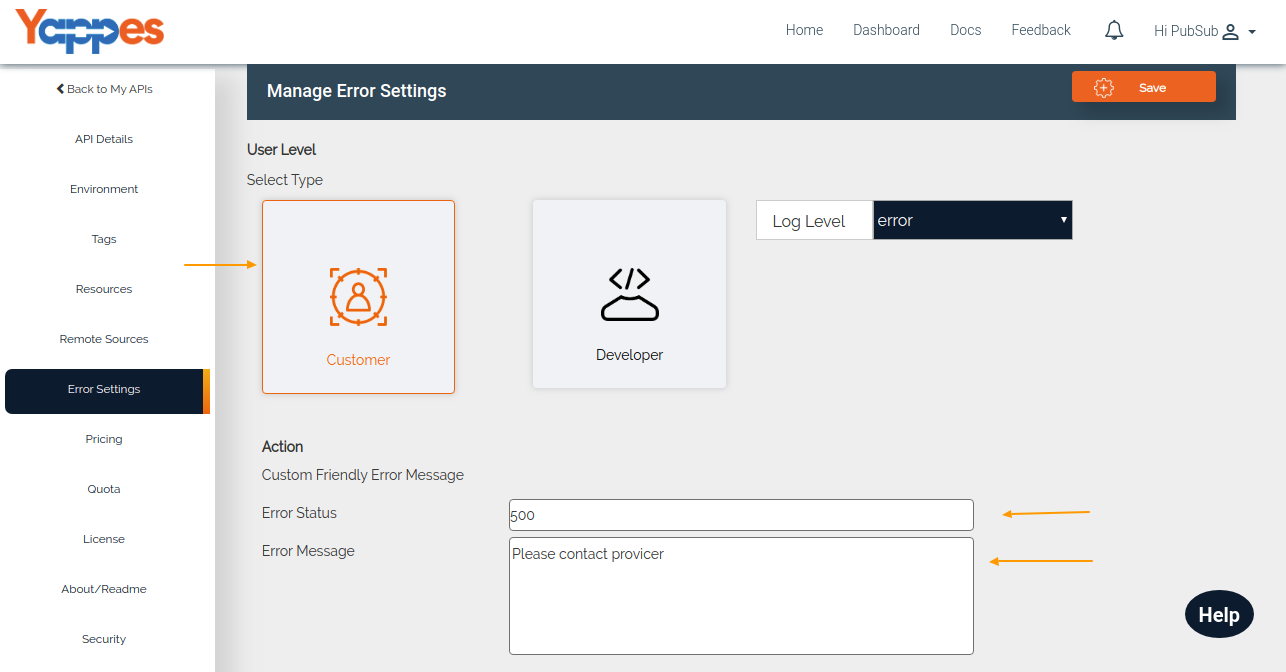 Yappes
Home Dashboard Docs Feedback Hi PubSub
Back to My APIs
API Details
Environment
Tags
Resources
Remote Sources
Error Settings
Pricing
Quota
License
About/Readme
Security
Manage Error Settings
Save
User Level
Select Type
Customer
Developer
Log Level error
Action
Custom Friendly Error Message
Error Status 500
Error Message Please contact provicer
Help